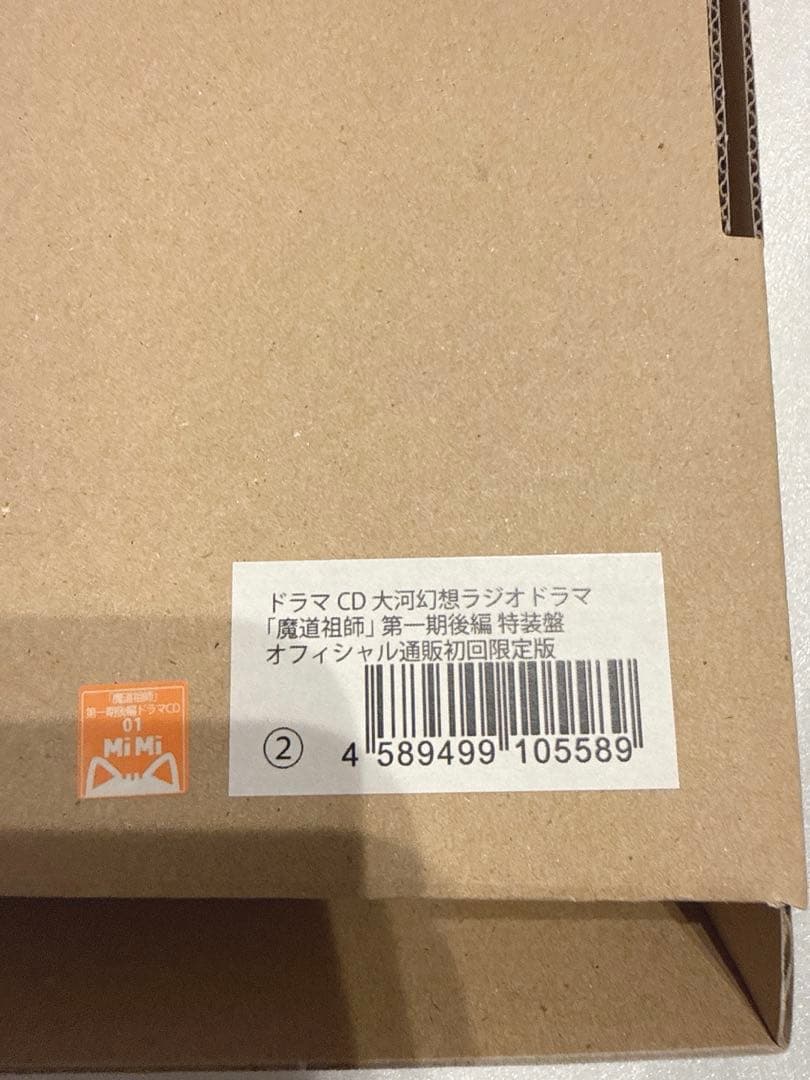 ドラマ CD 大河幻想ラジオドラマ
「魔道祖師」第一期後編 特装盤
オフィシャル通販初回限定版
② 4 589499 105589
「魔道祖師」
第一期後編ドラマCD
01
MiMi